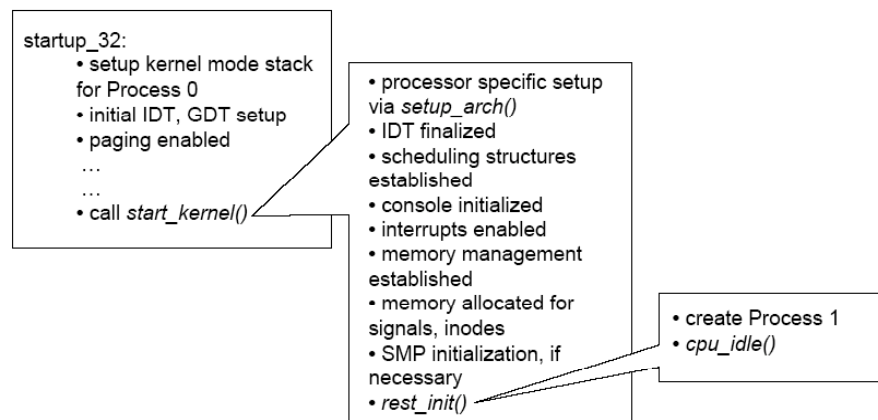 startup_32:
• setup kernel mode stack
for Process 0
• initial IDT, GDT setup
• paging enabled
...
...
• call start_kernel()
• processor specific setup
via setup_arch()
• IDT finalized
• scheduling structures
established
• console initialized
• interrupts enabled
• memory management
established
• memory allocated for
signals, inodes
• SMP initialization, if
necessary
• rest_init()
• create Process 1
• cpu_idle()